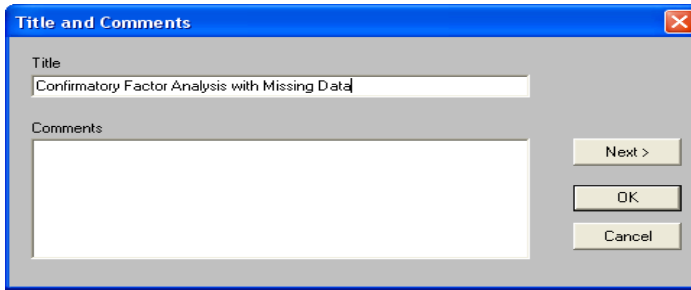 Title and Comments
Title
Confirmatory Factor Analysis with Missing Data
Comments
Next >
OK
Cancel